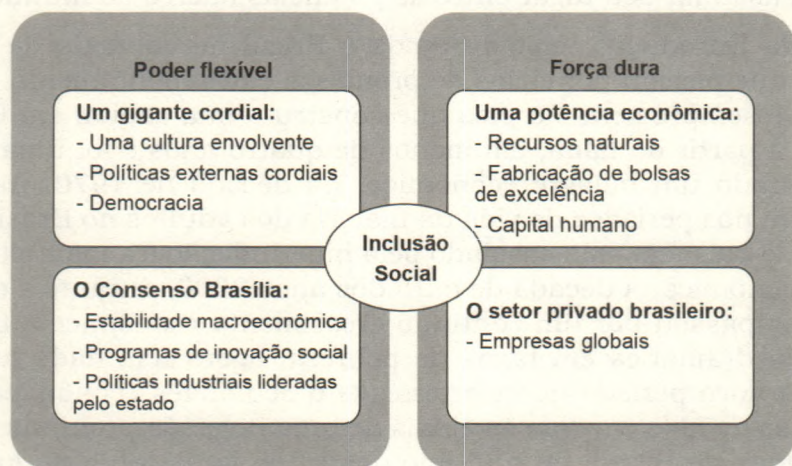 Poder flexível
Um gigante cordial:
- Uma cultura envolvente
- Políticas externas cordiais
- Democracia
O Consenso Brasília:
- Estabilidade macroeconômica
- Programas de inovação social
- Políticas industriais lideradas
pelo estado
Inclusão
Social
Força dura
Uma potência econômica:
- Recursos naturais
- Fabricação de bolsas
de excelência
- Capital humano
O setor privado brasileiro:
- Empresas globais